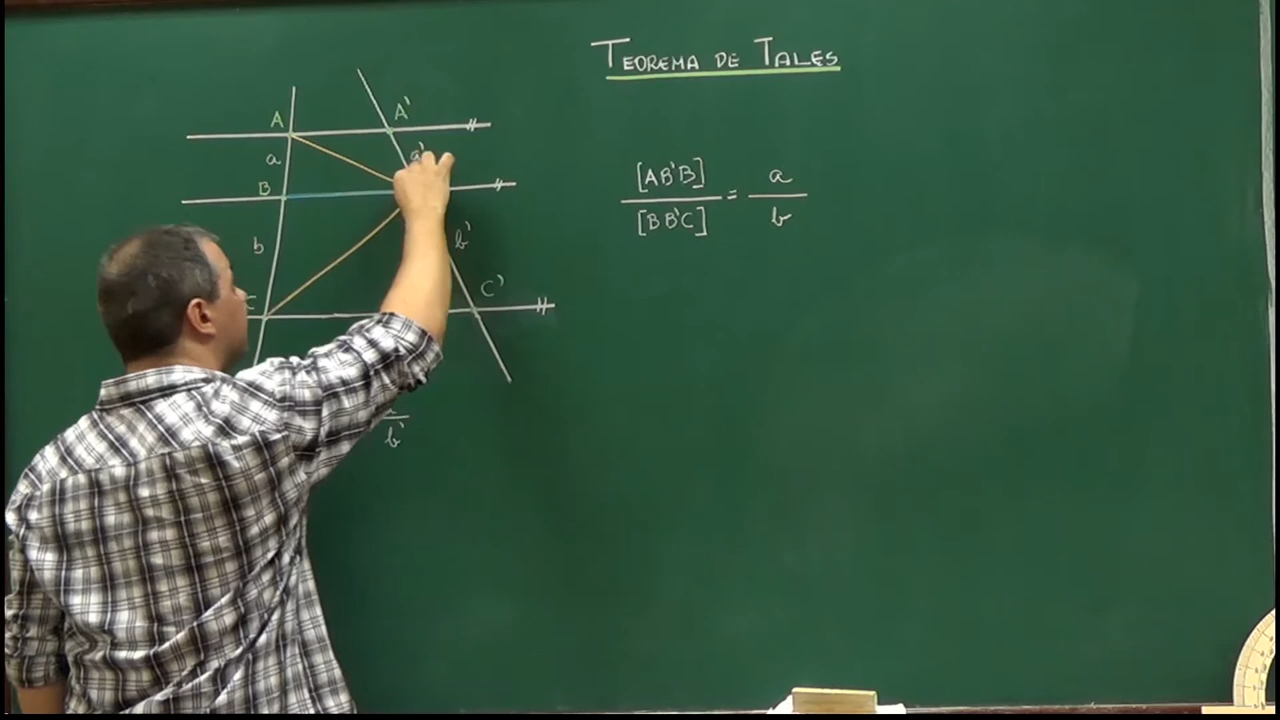 TEOREMA DE TALES
A A'
a a'
B
b b'
C C'
[AB'B] / [BB'C] = a / b
b'